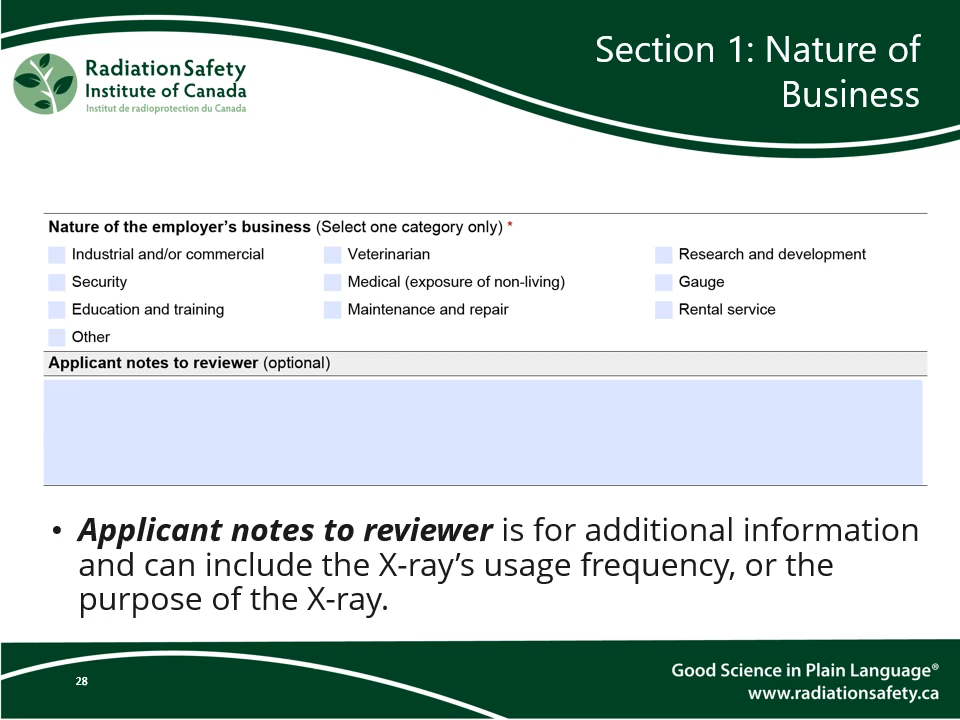 Section 1: Nature of
Business
Radiation Safety
Institute of Canada
Institut de radioprotection du Canada
Nature of the employer's business (Select one category only) *
Industrial and/or commercial Veterinarian Research and development
Security Medical (exposure of non-living) Gauge
Education and training Maintenance and repair Rental service
Other
Applicant notes to reviewer (optional)
• Applicant notes to reviewer is for additional information
and can include the X-ray's usage frequency, or the
purpose of the X-ray.
28
Good Science in Plain Language®
www.radiationsafety.ca